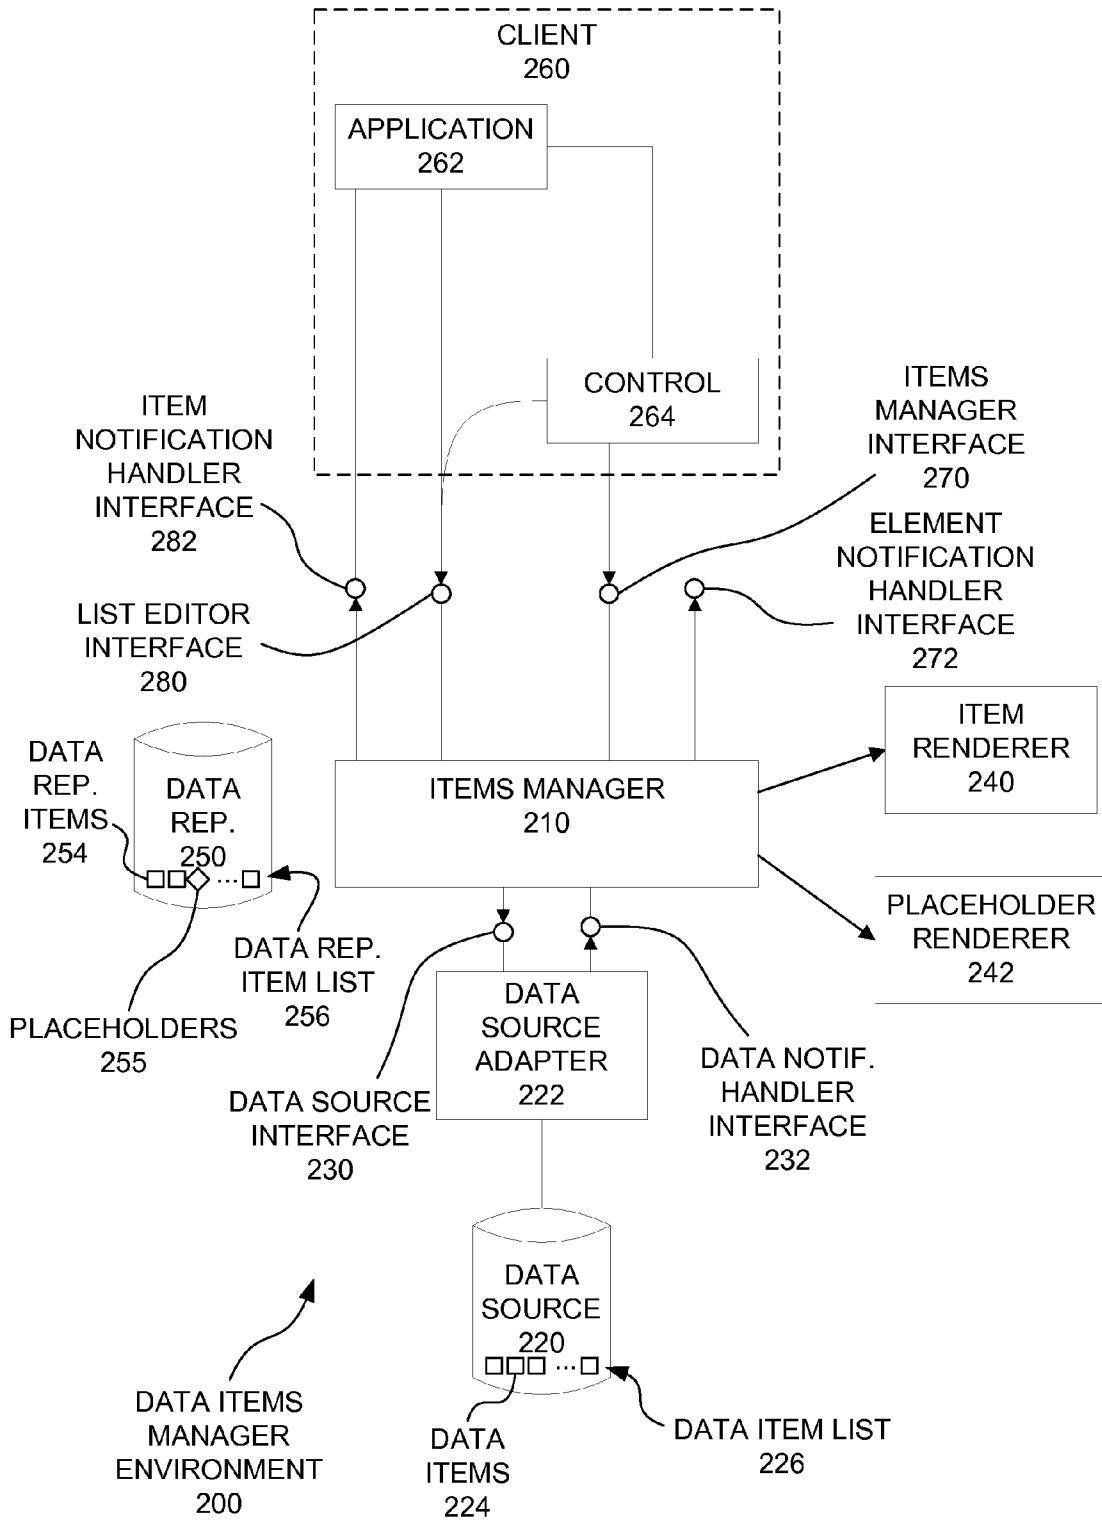 CLIENT
260
APPLICATION
262
CONTROL
264
ITEMS
MANAGER
INTERFACE
270
ITEM
NOTIFICATION
HANDLER
INTERFACE
282
ELEMENT
NOTIFICATION
HANDLER
INTERFACE
272
LIST EDITOR
INTERFACE
280
ITEM
RENDERER
240
DATA
REP.
ITEMS
254
DATA
REP.
250
...
ITEMS MANAGER
210
PLACEHOLDER
RENDERER
242
DATA REP.
ITEM LIST
256
PLACEHOLDERS
255
DATA
SOURCE
ADAPTER
222
DATA SOURCE
INTERFACE
230
DATA NOTIF.
HANDLER
INTERFACE
232
DATA
SOURCE
220
...
DATA ITEMS
MANAGER
ENVIRONMENT
200
DATA
ITEMS
224
DATA ITEM LIST
226